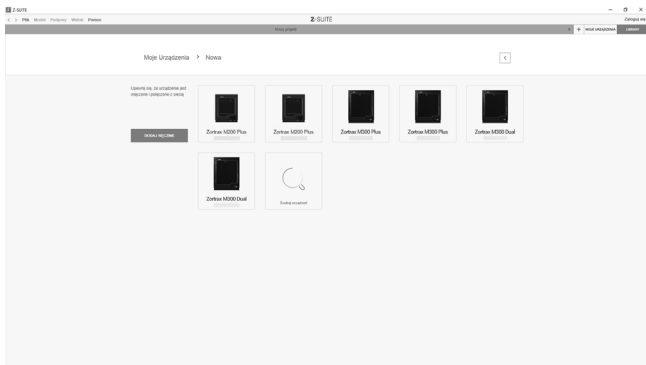 Z-SUITE
Plik Model Podpory Widok Pomoc
Z-SUITE
Zaloguj się
Nowy projekt
MOJE URZĄDZENIA
Moje Urządzenia > Nowa
Upewnij się, że urządzenie jest
włączone i połączone z siecią
DODAJ RĘCZNIE
Zortrax M200 Plus
Zortrax M200 Plus
Zortrax M300 Plus
Zortrax M300 Plus
Zortrax M300 Dual
Zortrax M300 Dual
Szukaj urządzeń